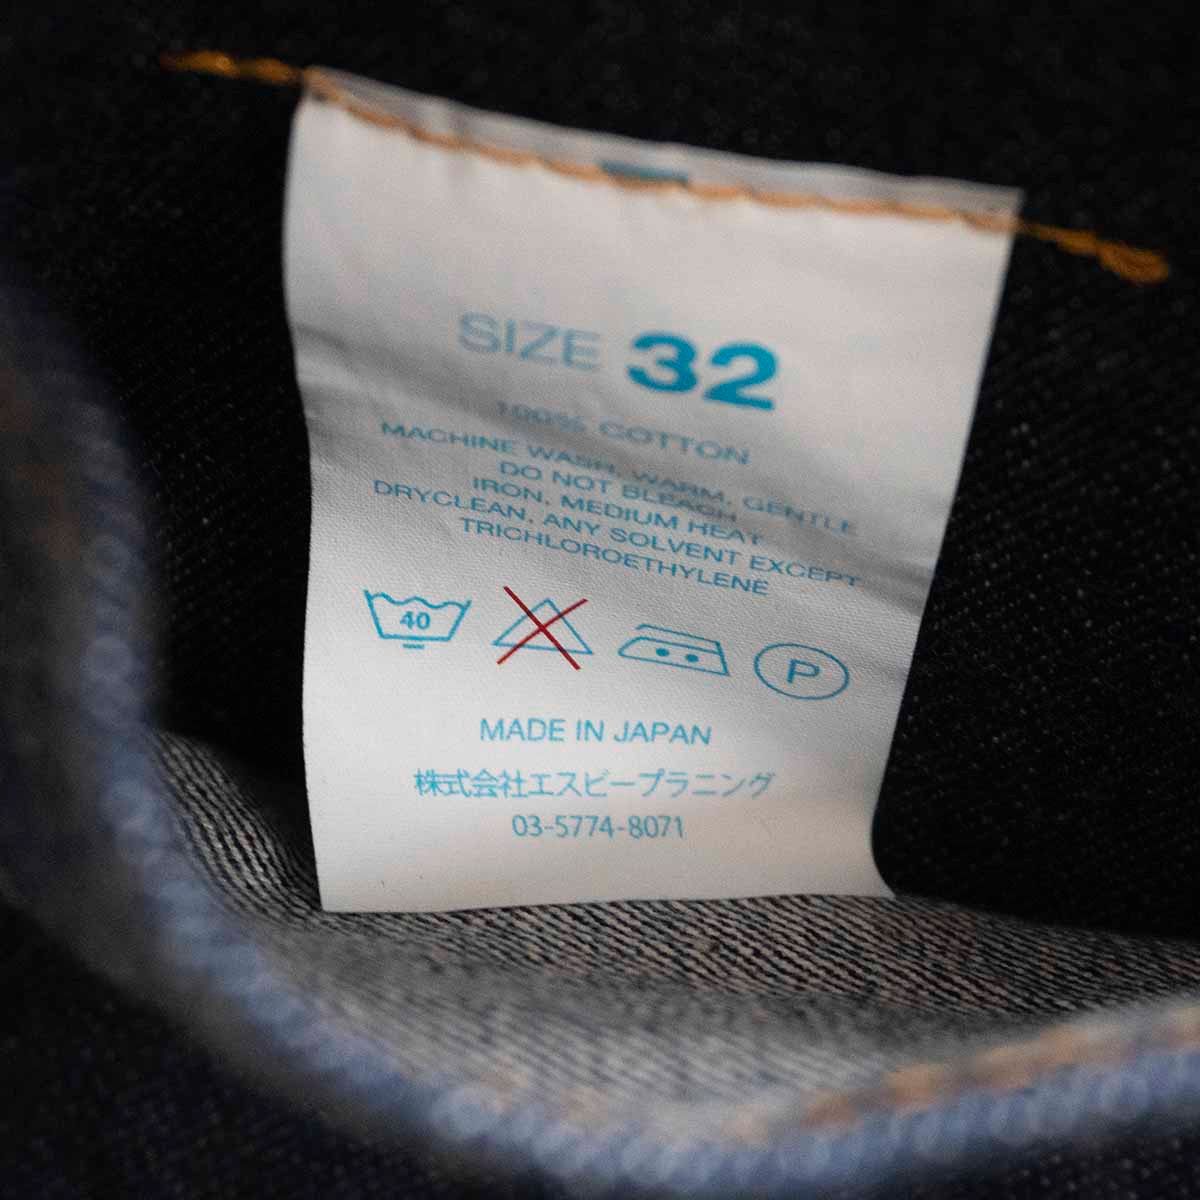 SIZE 32
100% COTTON
MACHINE WASH, WARM, GENTLE
DO NOT BLEACH
IRON, MEDIUM HEAT
DRYCLEAN, ANY SOLVENT EXCEPT
TRICHLOROETHYLENE
40 P
MADE IN JAPAN
株式会社エスビープラニング
03-5774-8071